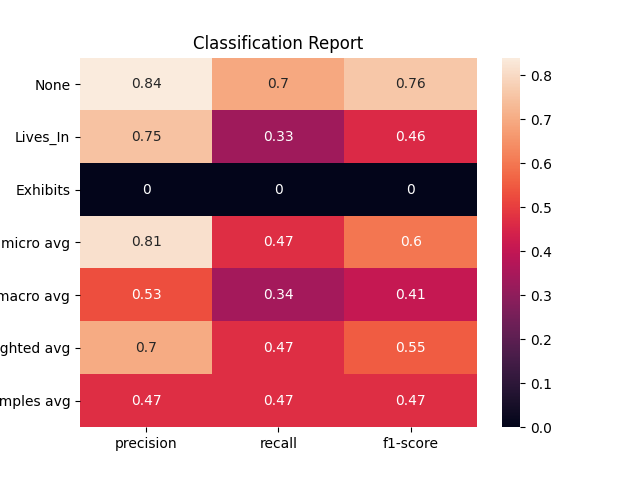 Classification Report
None 0.84 0.7 0.76
Lives_In 0.75 0.33 0.46
Exhibits 0 0 0
micro avg 0.81 0.47 0.6
macro avg 0.53 0.34 0.41
ghted avg 0.7 0.47 0.55
mples avg 0.47 0.47 0.47
precision recall f1-score
0.8
0.7
0.6
0.5
0.4
0.3
0.2
0.1
0.0